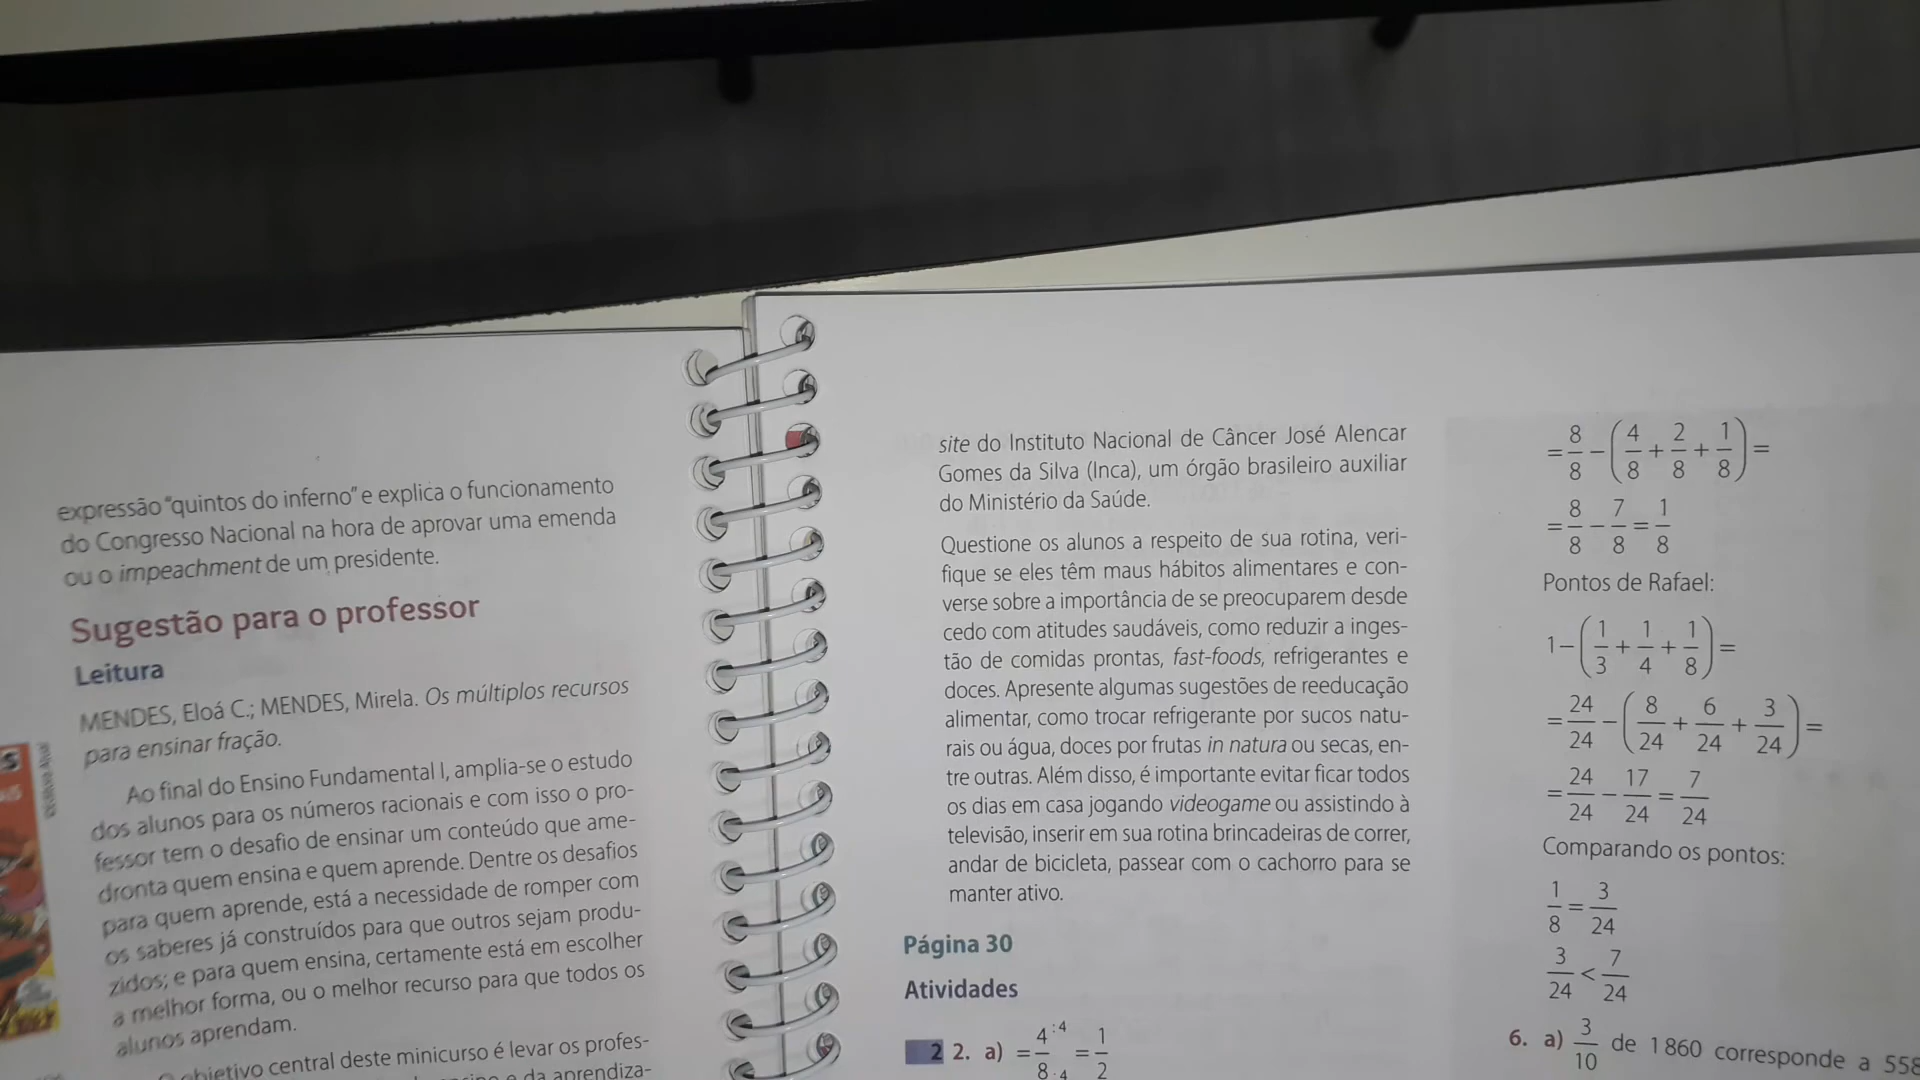 expressão “quintos do inferno” e explica o funcionamento
do Congresso Nacional na hora de aprovar uma emenda
ou o impeachment de um presidente.
Sugestão para o professor
Leitura
MENDES, Eloá C.; MENDES, Mirela. Os múltiplos recursos
para ensinar fração.
Ao final do Ensino Fundamental I, amplia-se o estudo
dos alunos para os números racionais e com isso o pro-
fessor tem o desafio de ensinar um conteúdo que ame-
dronta quem ensina e quem aprende. Dentre os desafios
para quem aprende, está a necessidade de romper com
os saberes já construídos para que outros sejam produ-
zidos; e para quem ensina, certamente está em escolher
a melhor forma, ou o melhor recurso para que todos os
alunos aprendam.
objetivo central deste minicurso é levar os profes-
e da aprendiza-
site do Instituto Nacional de Câncer José Alencar
Gomes da Silva (Inca), um órgão brasileiro auxiliar
do Ministério da Saúde.
Questione os alunos a respeito de sua rotina, veri-
fique se eles têm maus hábitos alimentares e con-
verse sobre a importância de se preocuparem desde
cedo com atitudes saudáveis, como reduzir a inges-
tão de comidas prontas, fast-foods, refrigerantes e
doces. Apresente algumas sugestões de reeducação
alimentar, como trocar refrigerante por sucos natu-
rais ou água, doces por frutas in natura ou secas, en-
tre outras. Além disso, é importante evitar ficar todos
os dias em casa jogando videogame ou assistindo à
televisão, inserir em sua rotina brincadeiras de correr,
andar de bicicleta, passear com o cachorro para se
manter ativo.
Página 30
Atividades
2 2. a) = 4/8 :4 :4 = 1/2
= 8/8 − (4/8 + 2/8 + 1/8) =
= 8/8 − 7/8 = 1/8
Pontos de Rafael:
1 − (1/3 + 1/4 + 1/8) =
= 24/24 − (8/24 + 6/24 + 3/24) =
= 24/24 − 17/24 = 7/24
Comparando os pontos:
1/8 = 3/24
3/24 < 7/24
6. a) 3/10 de 1 860 corresponde a 558